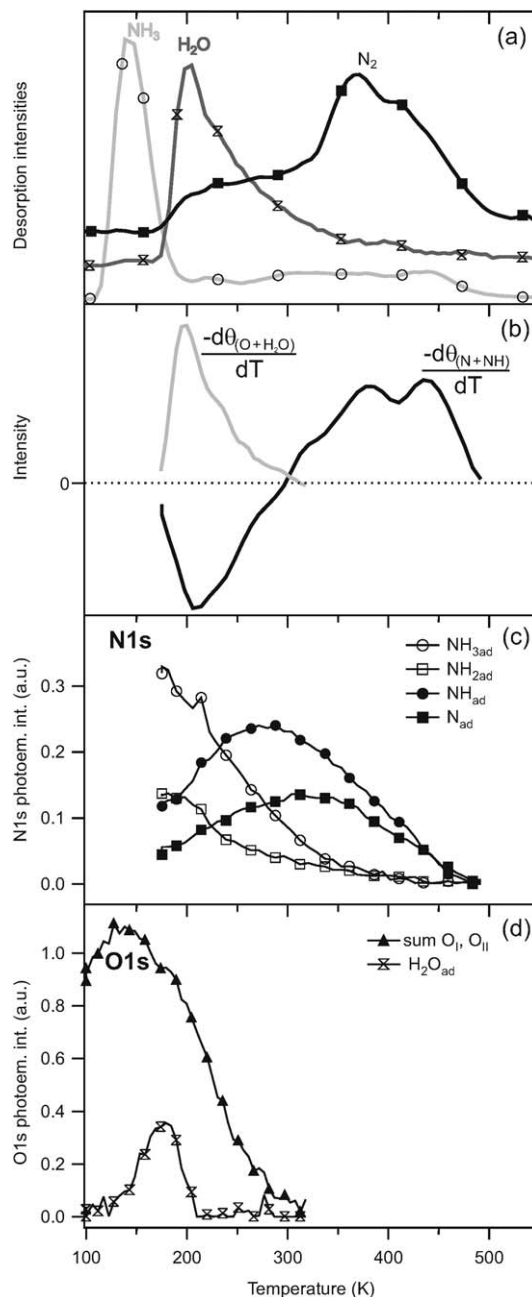 (a)
NH₃
H₂O
N₂
Desorption intensities
(b)
-dθ(O+H₂O)
dT
-dθ(N+NH)
dT
Intensity
0
(c)
N1s
NH3ad
NH2ad
NHad
Nad
N1s photoem. int. (a.u.)
0.3
0.2
0.1
0.0
(d)
O1s
sum OI, OII
H₂Oad
O1s photoem. int. (a.u.)
1.0
0.8
0.6
0.4
0.2
0.0
100 200 300 400 500
Temperature (K)